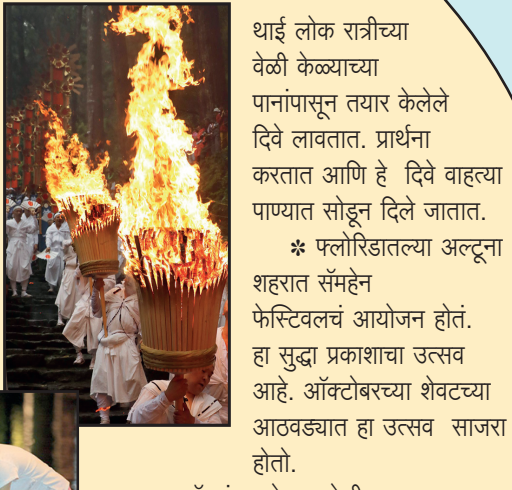 थाई लोक रात्रीच्या
वेळी केळ्याच्या
पानांपासून तयार केलेले
दिवे लावतात. प्रार्थना
करतात आणि हे दिवे वाहत्या
पाण्यात सोडून दिले जातात.
✽ फ्लोरिडातल्या अल्टूना
शहरात सॅमहेन
फेस्टिवलचं आयोजन होतं.
हा सुद्धा प्रकाशाचा उत्सव
आहे. ऑक्टोबरच्या शेवटच्या
आठवड्यात हा उत्सव साजरा
होतो.